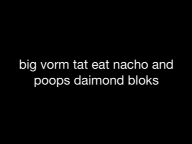 big vorm tat eat nacho and
poops daimond bloks